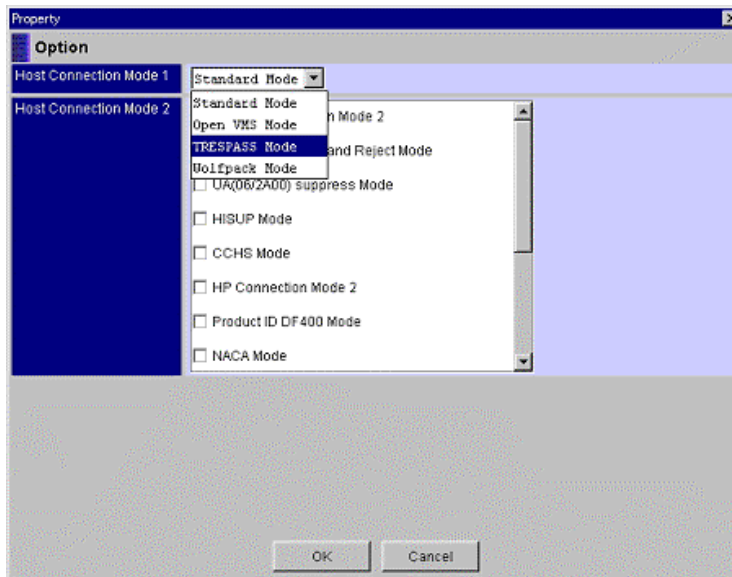 Property
Option
Host Connection Mode 1
Standard Mode
Host Connection Mode 2
Standard Mode
Open VMS Mode
TRESPASS Mode
Wolfpack Mode
n Mode 2
and Reject Mode
UA(06/2A00) suppress Mode
HISUP Mode
CCHS Mode
HP Connection Mode 2
Product ID DF400 Mode
NACA Mode
OK
Cancel